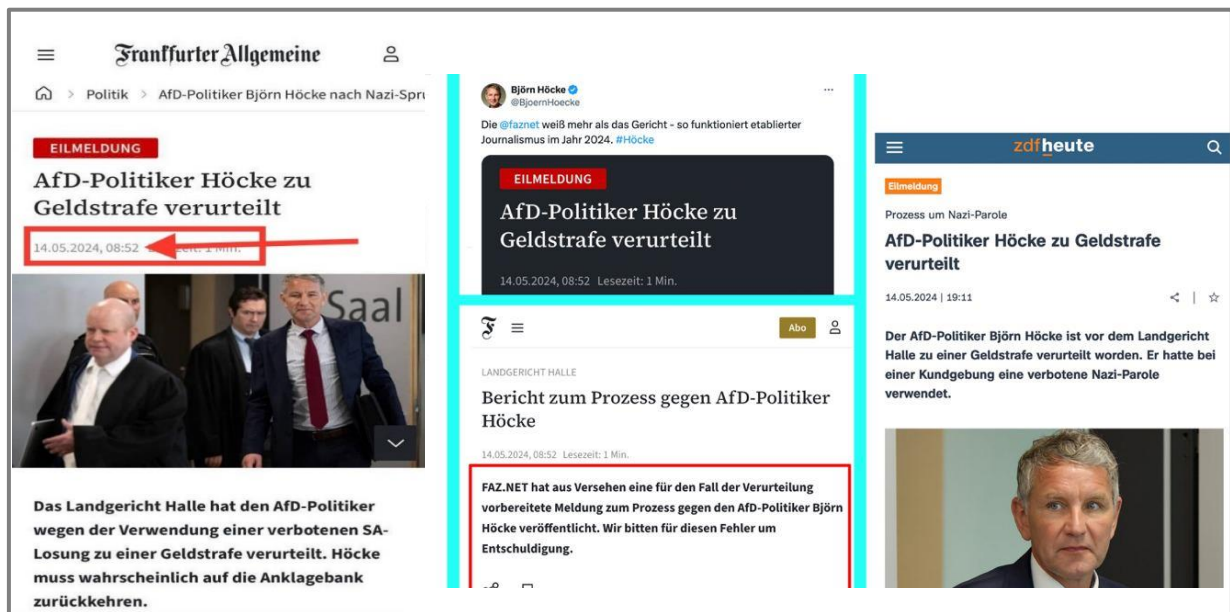 Frankfurter Allgemeine
Politik > AfD-Politiker Björn Höcke nach Nazi-Spru
EILMELDUNG
AfD-Politiker Höcke zu
Geldstrafe verurteilt
14.05.2024, 08:52 Lesezeit: 1 Min.
Saal
Das Landgericht Halle hat den AfD-Politiker
wegen der Verwendung einer verbotenen SA-
Losung zu einer Geldstrafe verurteilt. Höcke
muss wahrscheinlich auf die Anklagebank
zurückkehren.
Björn Höcke
@BjoernHoecke
Die @faznet weiß mehr als das Gericht - so funktioniert etablierter
Journalismus im Jahr 2024. #Höcke
EILMELDUNG
AfD-Politiker Höcke zu
Geldstrafe verurteilt
14.05.2024, 08:52 Lesezeit: 1 Min.
F
Abo
LANDGERICHT HALLE
Bericht zum Prozess gegen AfD-Politiker
Höcke
14.05.2024, 08:52 Lesezeit: 1 Min.
FAZ.NET hat aus Versehen eine für den Fall der Verurteilung
vorbereitete Meldung zum Prozess gegen den AfD-Politiker Björn
Höcke veröffentlicht. Wir bitten für diesen Fehler um
Entschuldigung.
zdfheute
Eilmeldung
Prozess um Nazi-Parole
AfD-Politiker Höcke zu Geldstrafe
verurteilt
14.05.2024 | 19:11
Der AfD-Politiker Björn Höcke ist vor dem Landgericht
Halle zu einer Geldstrafe verurteilt worden. Er hatte bei
einer Kundgebung eine verbotene Nazi-Parole
verwendet.